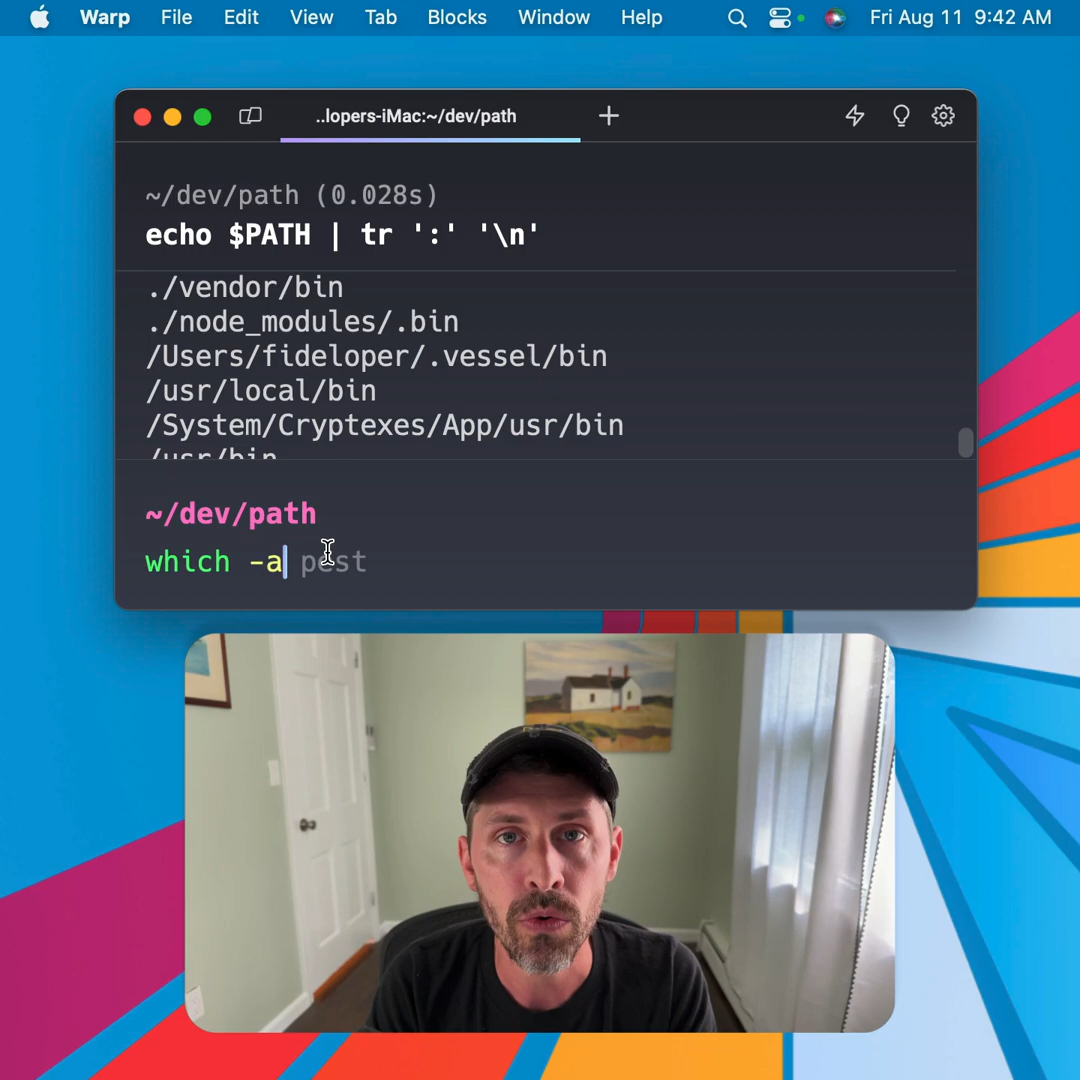 Warp File Edit View Tab Blocks Window Help Fri Aug 11 9:42 AM
..lopers-iMac:~/dev/path
~/dev/path (0.028s)
echo $PATH | tr ':' '\n'
./vendor/bin
./node_modules/.bin
/Users/fideloper/.vessel/bin
/usr/local/bin
/System/Cryptexes/App/usr/bin
/usr/bin
~/dev/path
which -a pest